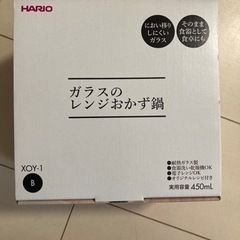 HARIO
におい移り
しにくい
ガラス
そのまま
食器として
食卓にも
ガラスの
レンジおかず鍋
XOY-1
B
●耐熱ガラス製
●食器洗い乾燥機OK
●電子レンジOK
●オリジナルレシピ付き
実用容量 450mL